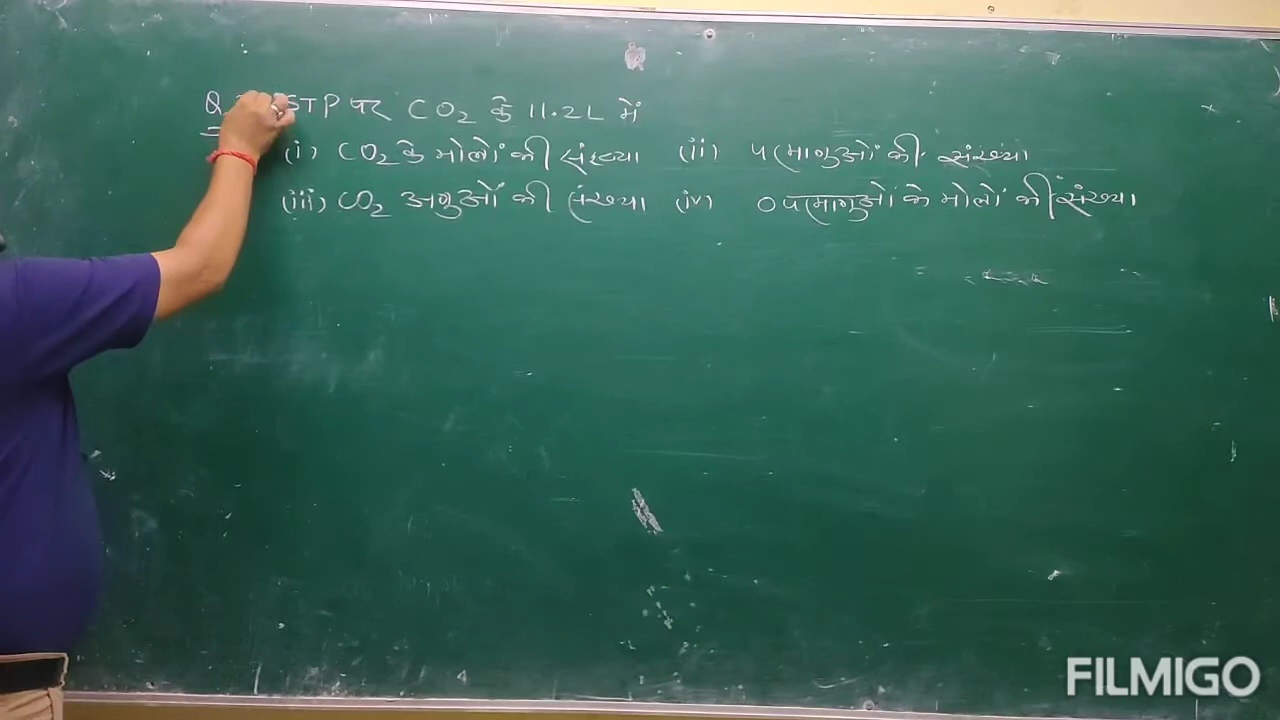 Q STP पर CO2 के 11.2L में
(i) CO2 के मोलों की संख्या (ii) परमाणुओं की संख्या
(iii) CO2 अणुओं की संख्या (iv) O परमाणुओं के मोलों की संख्या
FILMIGO